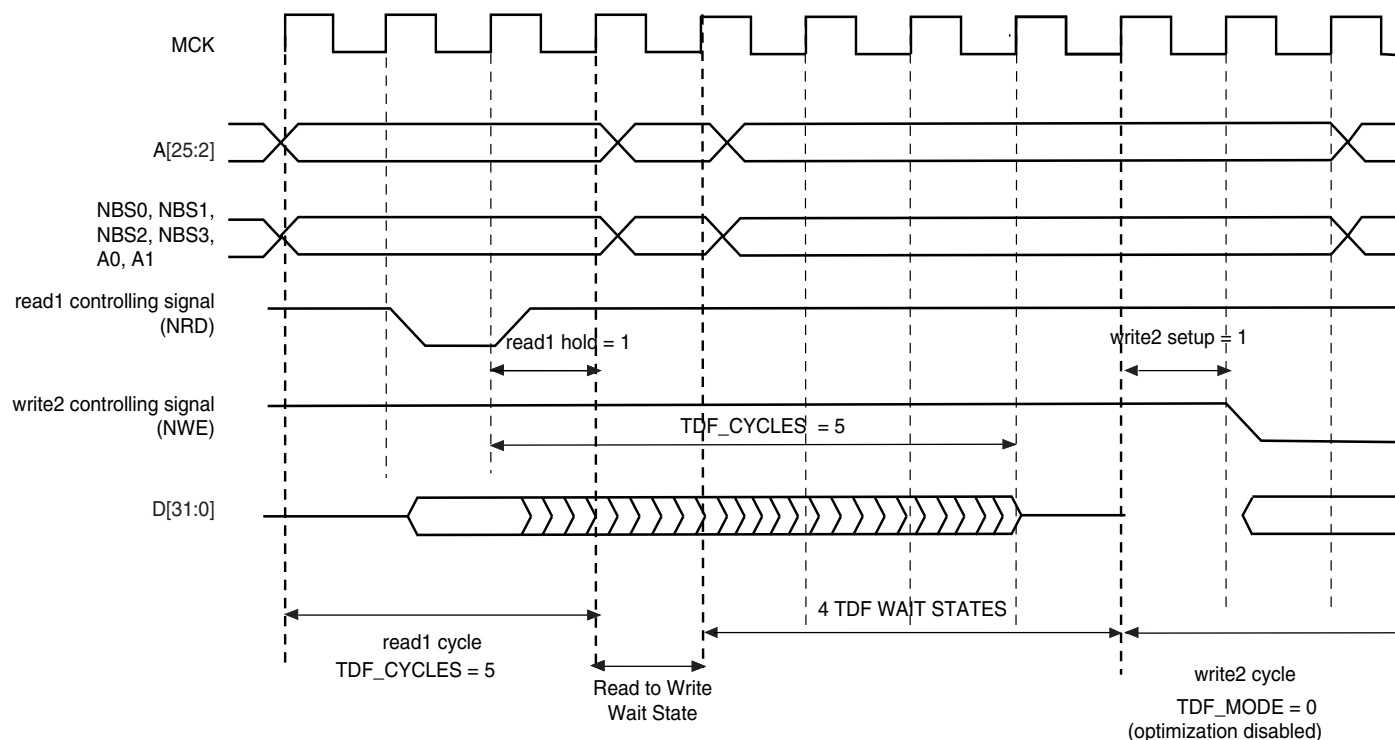 MCK
A[25:2]
NBS0, NBS1,
NBS2, NBS3,
A0, A1
read1 controlling signal
(NRD)
read1 hold = 1
write2 setup = 1
write2 controlling signal
(NWE)
TDF_CYCLES = 5
D[31:0]
4 TDF WAIT STATES
read1 cycle
TDF_CYCLES = 5
Read to Write
Wait State
write2 cycle
TDF_MODE = 0
(optimization disabled)